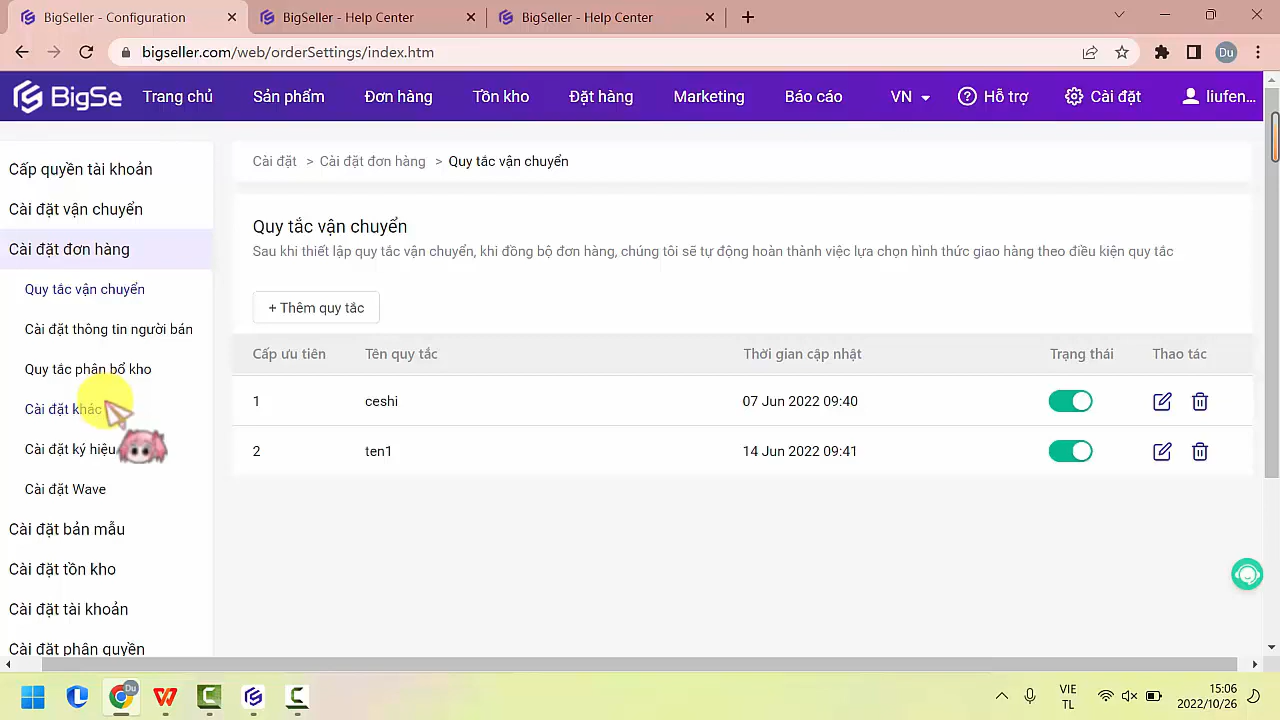 BigSeller - Configuration
BigSeller - Help Center
BigSeller - Help Center
bigseller.com/web/orderSettings/index.htm
Du
BigSe
Trang chủ
Sản phẩm
Đơn hàng
Tồn kho
Đặt hàng
Marketing
Báo cáo
VN
Hỗ trợ
Cài đặt
liufen...
Cấp quyền tài khoản
Cài đặt vận chuyển
Cài đặt đơn hàng
Quy tắc vận chuyển
Cài đặt thông tin người bán
Quy tắc phân bổ kho
Cài đặt khác
Cài đặt ký hiệu
Cài đặt Wave
Cài đặt bản mẫu
Cài đặt tồn kho
Cài đặt tài khoản
Cài đặt phân quyền
Cài đặt > Cài đặt đơn hàng > Quy tắc vận chuyển
Quy tắc vận chuyển
Sau khi thiết lập quy tắc vận chuyển, khi đồng bộ đơn hàng, chúng tôi sẽ tự động hoàn thành việc lựa chọn hình thức giao hàng theo điều kiện quy tắc
+ Thêm quy tắc
Cấp ưu tiên Tên quy tắc Thời gian cập nhật Trạng thái Thao tác
1 ceshi 07 Jun 2022 09:40
2 ten1 14 Jun 2022 09:41
Du
VIE
TL
15:06
2022/10/26